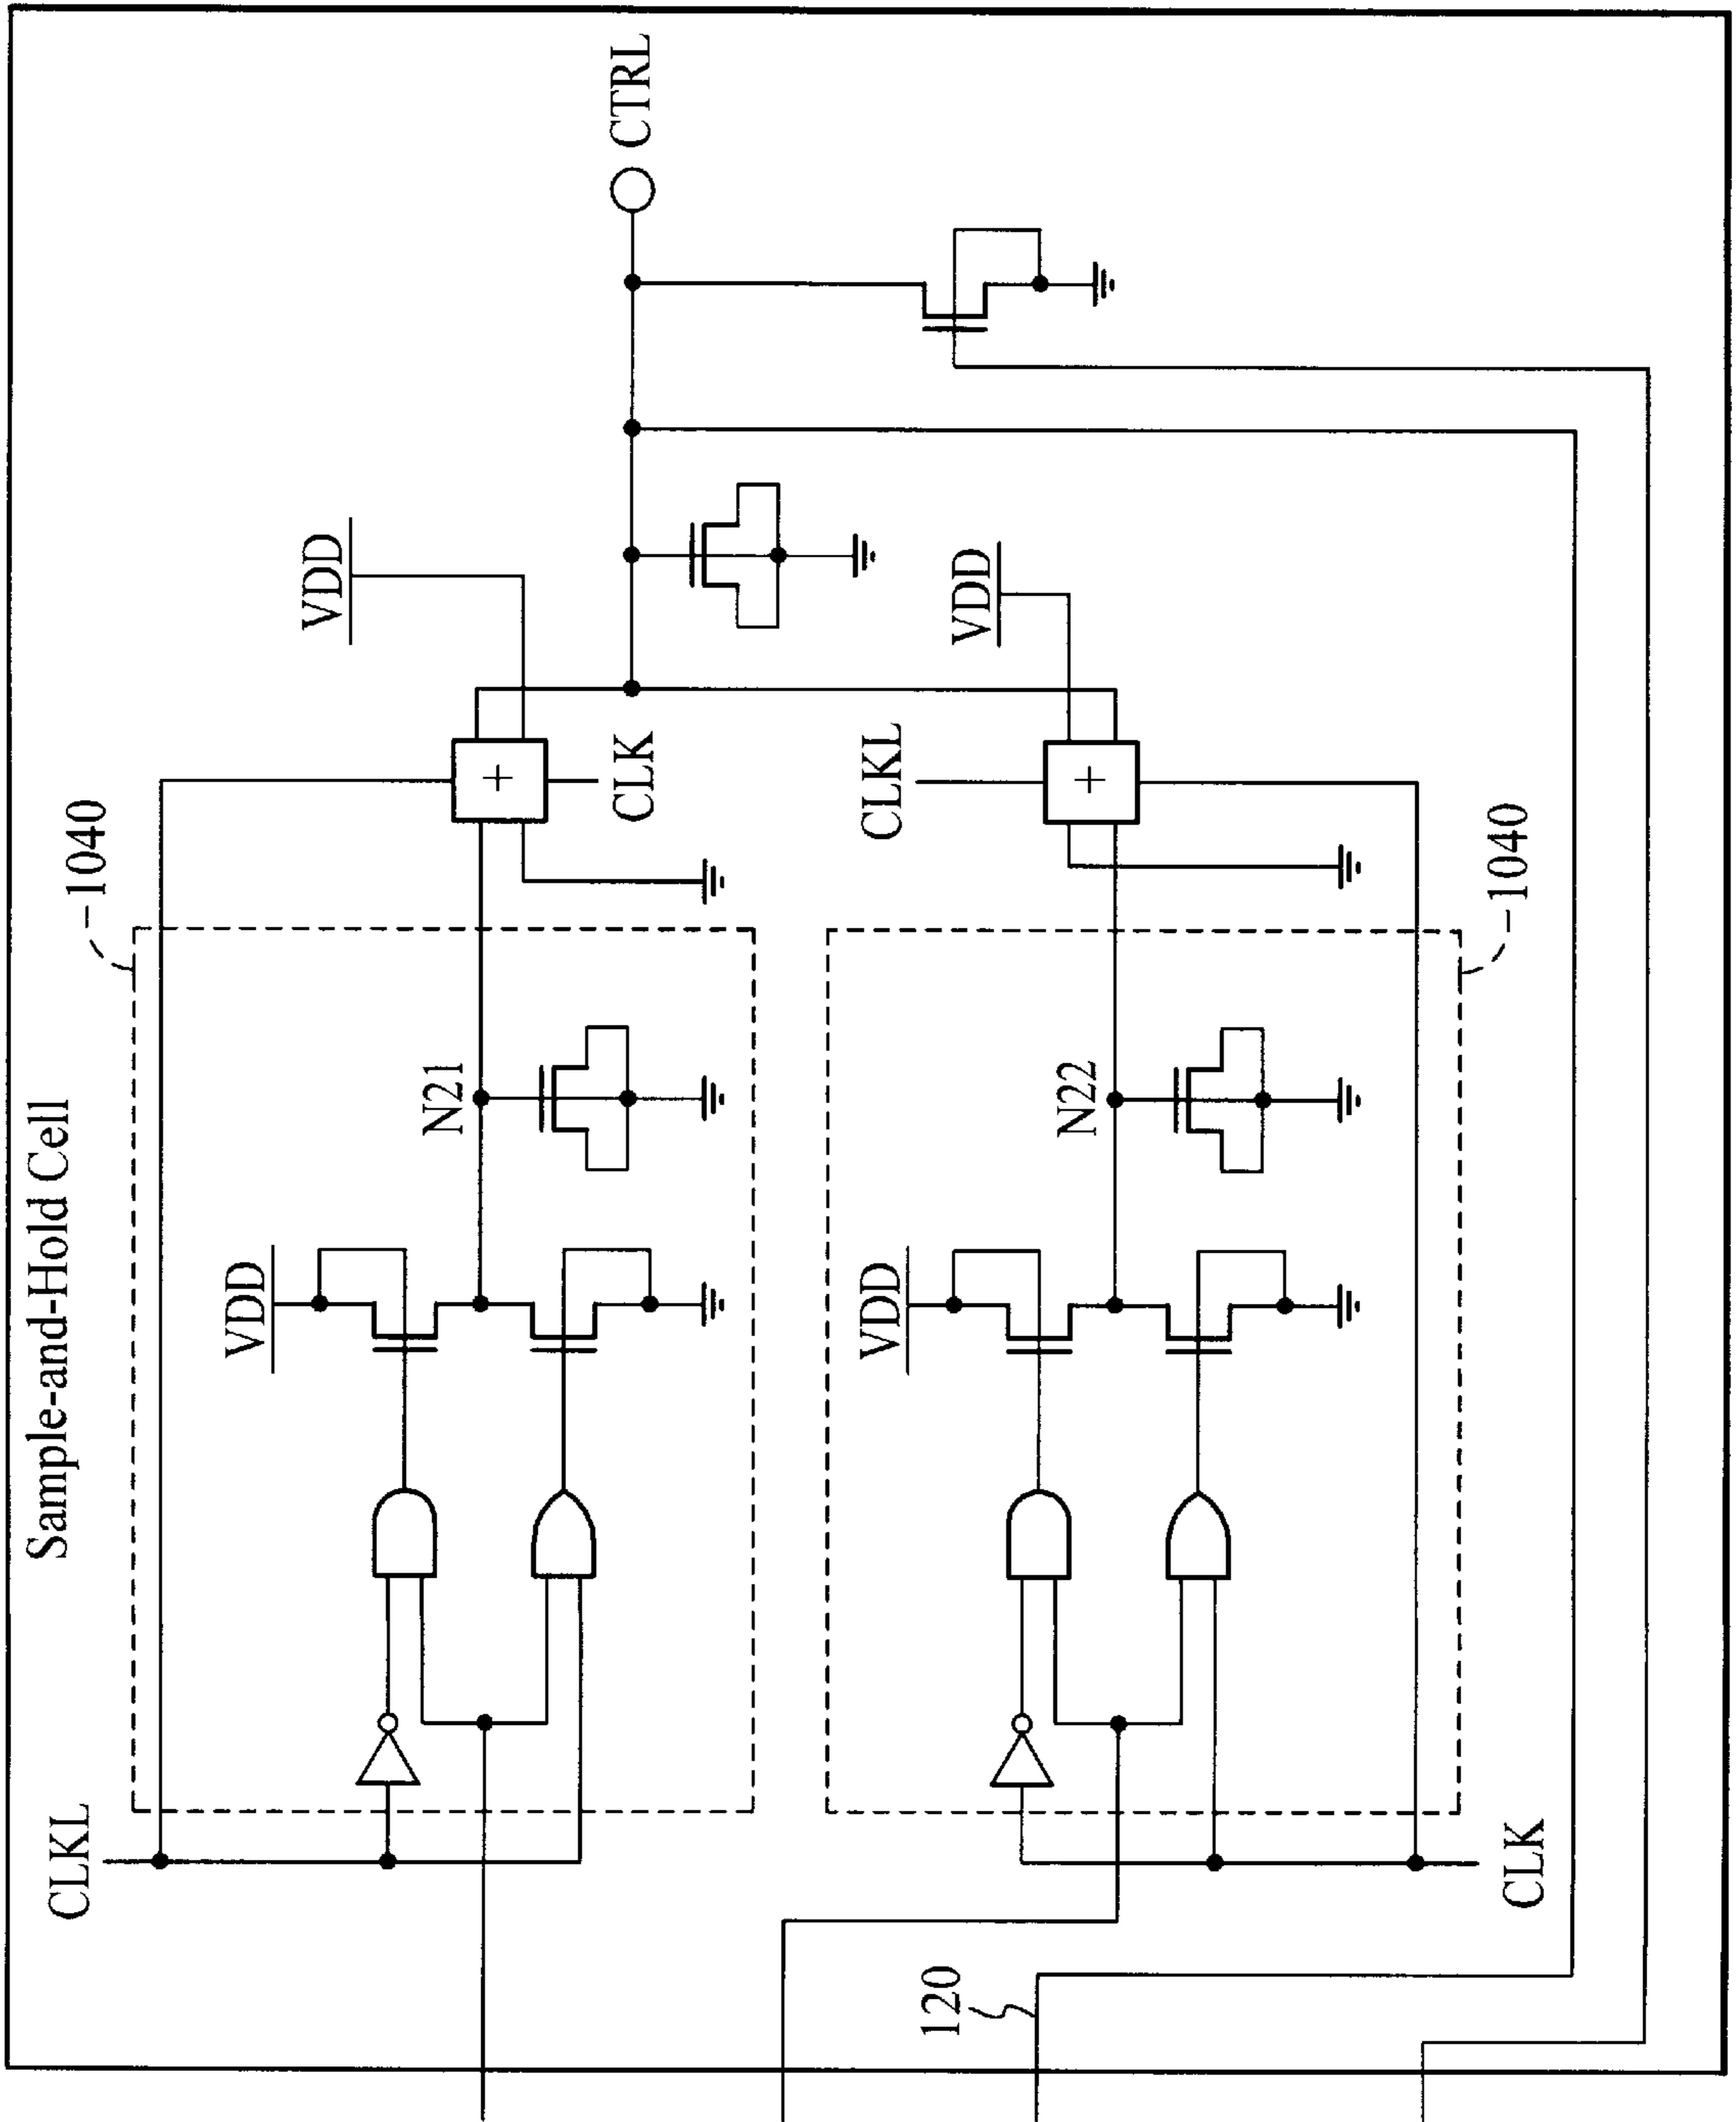 Sample-and-Hold Cell
CLKL
1040
VDD
N21
VDD
CLK
CTRL
VDD
N22
CLKL
VDD
1040
CLK
120
+
+